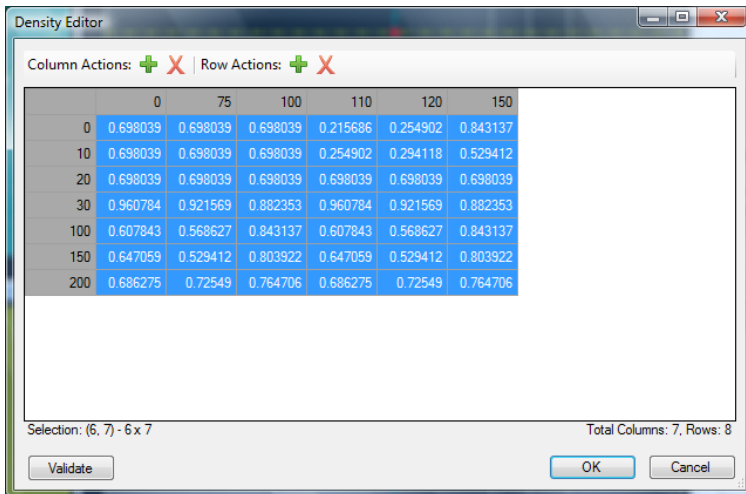 Density Editor
Column Actions: Row Actions:
0 75 100 110 120 150
0 0.698039 0.698039 0.698039 0.215686 0.254902 0.843137
10 0.698039 0.698039 0.698039 0.254902 0.294118 0.529412
20 0.698039 0.698039 0.698039 0.698039 0.698039 0.698039
30 0.960784 0.921569 0.882353 0.960784 0.921569 0.882353
100 0.607843 0.568627 0.843137 0.607843 0.568627 0.843137
150 0.647059 0.529412 0.803922 0.647059 0.529412 0.803922
200 0.686275 0.72549 0.764706 0.686275 0.72549 0.764706
Selection: (6, 7) - 6 x 7 Total Columns: 7, Rows: 8
Validate OK Cancel